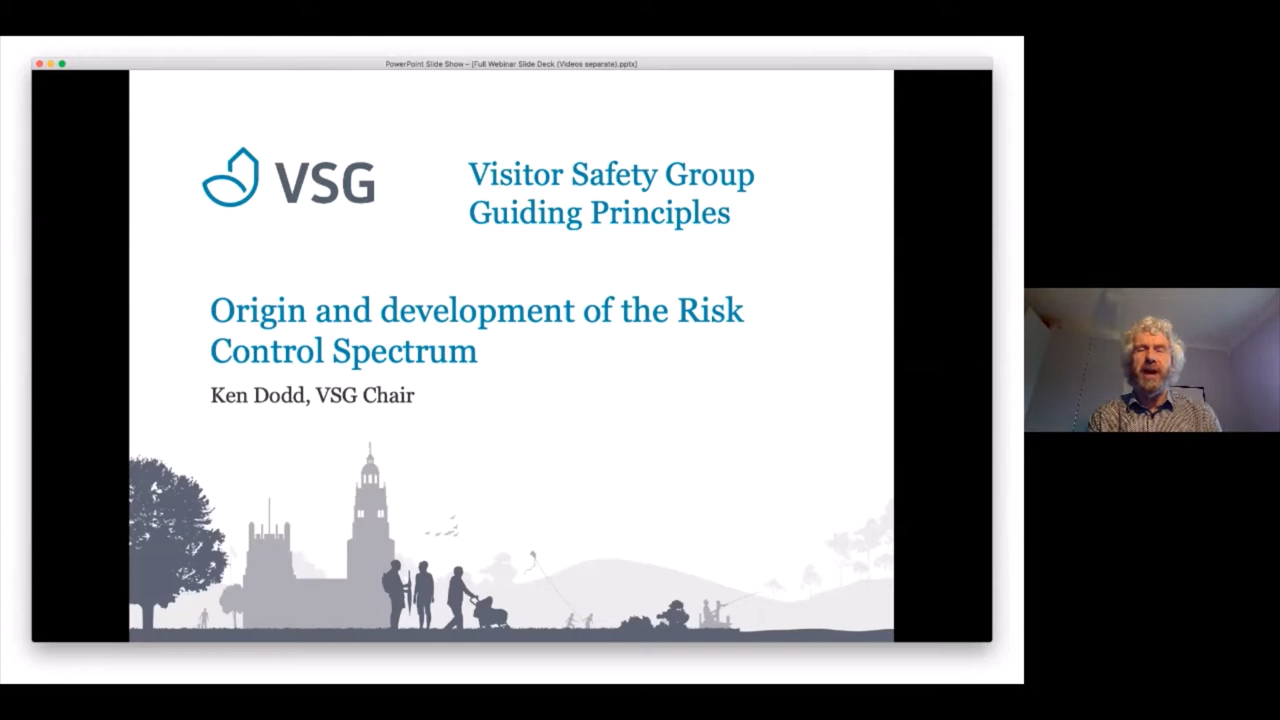 PowerPoint Slide Show – [Full Webinar Slide Deck (Videos separate).pptx]
VSG
Visitor Safety Group
Guiding Principles
Origin and development of the Risk
Control Spectrum
Ken Dodd, VSG Chair